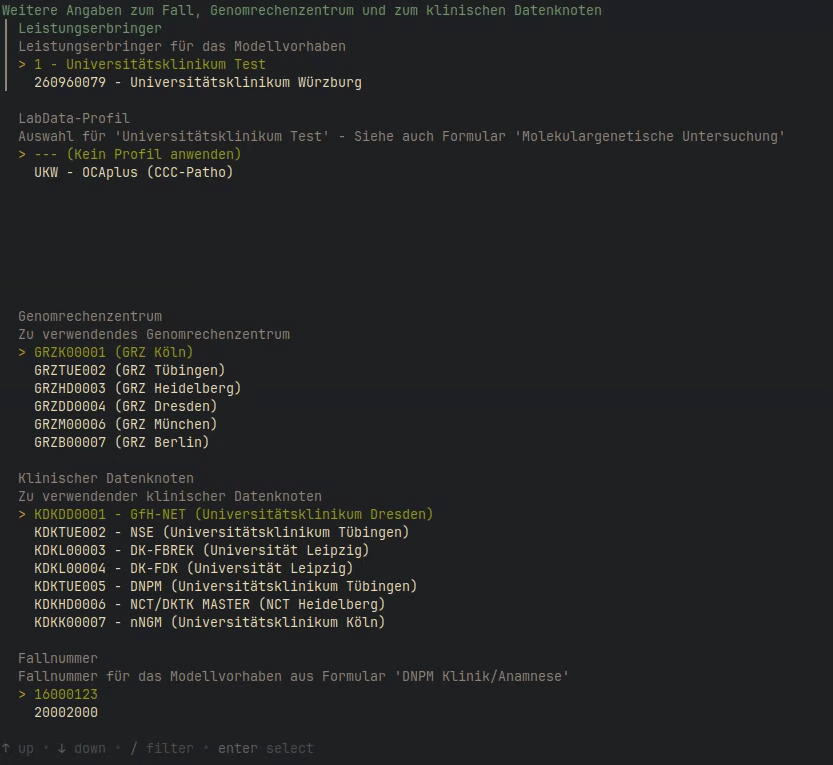 Weitere Angaben zum Fall, Genomrechenzentrum und zum klinischen Datenknoten
Leistungserbringer
Leistungserbringer für das Modellvorhaben
> 1 - Universitätsklinikum Test
260960079 - Universitätsklinikum Würzburg
LabData-Profil
Auswahl für 'Universitätsklinikum Test' - Siehe auch Formular 'Molekulargenetische Untersuchung'
> --- (Kein Profil anwenden)
UKW - OCAplus (CCC-Patho)
Genomrechenzentrum
Zu verwendendes Genomrechenzentrum
> GRZK00001 (GRZ Köln)
GRZTUE002 (GRZ Tübingen)
GRZHD0003 (GRZ Heidelberg)
GRZDD0004 (GRZ Dresden)
GRZM00006 (GRZ München)
GRZB00007 (GRZ Berlin)
Klinischer Datenknoten
Zu verwendender klinischer Datenknoten
> KDKDD0001 - GfH-NET (Universitätsklinikum Dresden)
KDKTUE002 - NSE (Universitätsklinikum Tübingen)
KDKL00003 - DK-FBREK (Universität Leipzig)
KDKL00004 - DK-FDK (Universität Leipzig)
KDKTUE005 - DNPM (Universitätsklinikum Tübingen)
KDKHD0006 - NCT/DKTK MASTER (NCT Heidelberg)
KDKK00007 - nNGM (Universitätsklinikum Köln)
Fallnummer
Fallnummer für das Modellvorhaben aus Formular 'DNPM Klinik/Anamnese'
> 16000123
20002000
↑ up • ↓ down • / filter • enter select